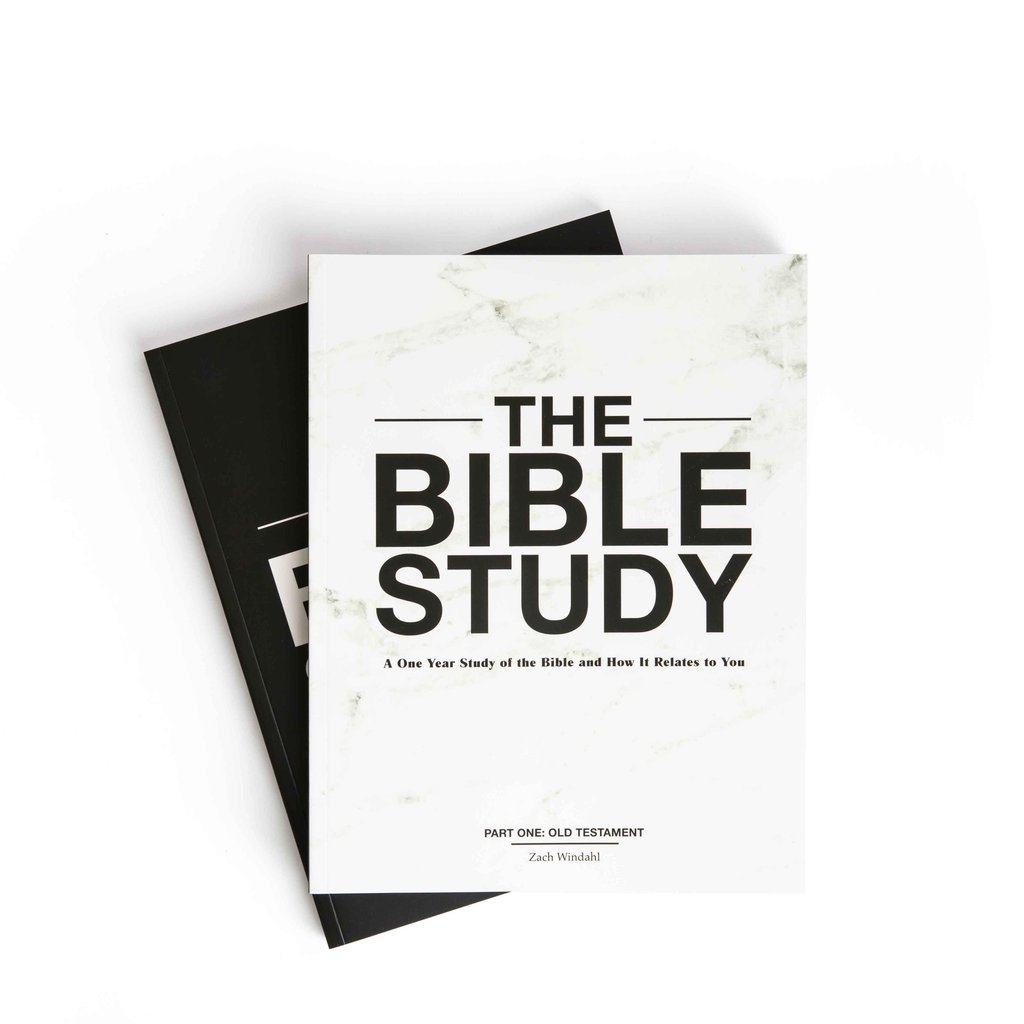 THE
BIBLE
STUDY
A One Year Study of the Bible and How It Relates to You
PART ONE: OLD TESTAMENT
Zach Windahl